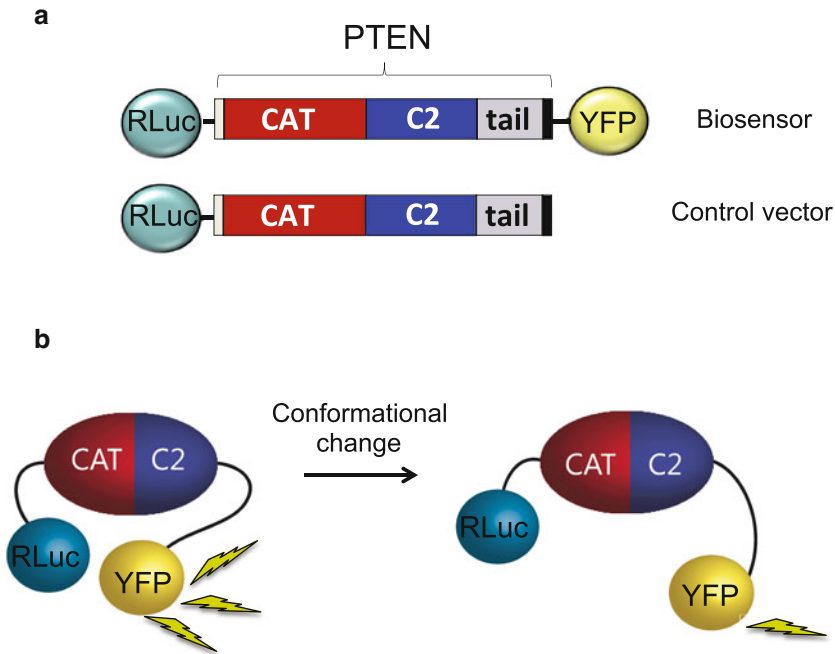 a
PTEN
RLuc CAT C2 tail YFP Biosensor
RLuc CAT C2 tail Control vector
b
Conformational
change
CAT C2
RLuc
YFP
CAT C2
RLuc
YFP